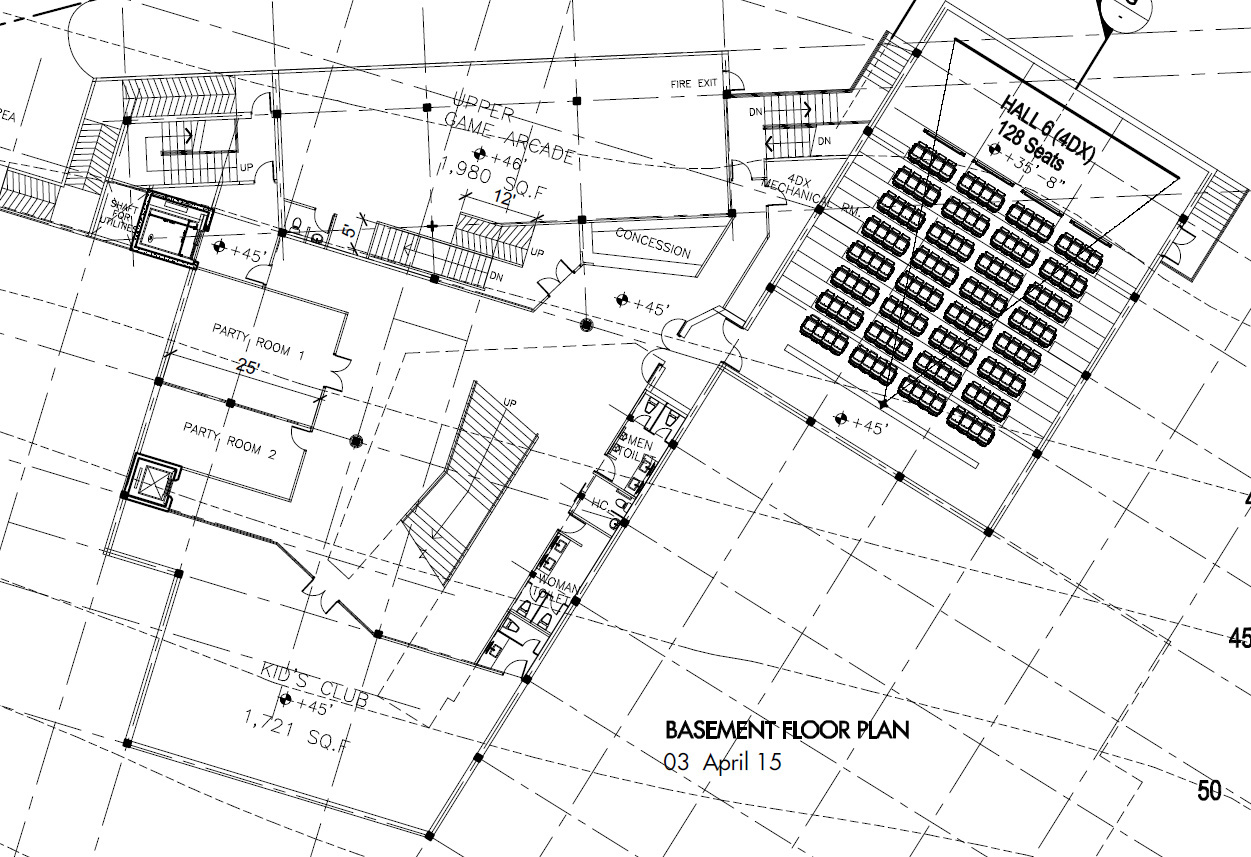 FIRE EXIT
UPPER
GAME ARCADE
+46'
1,980 SQ.F
12'
5'
UP
DN
UP
DN
DN
HALL 6 (4DX)
128 Seats
+35'-8"
4DX
MECHANICAL RM.
SHAFT
FOR
UTILINES
+45'
CONCESSION
UP
+45'
PARTY ROOM 1
25'
PARTY ROOM 2
UP
MEN
TOILET
H.C.
+45'
WOMAN
TOILET
KID'S CLUB
+45'
1,721 SQ.F
BASEMENT FLOOR PLAN
03 April 15
45
50